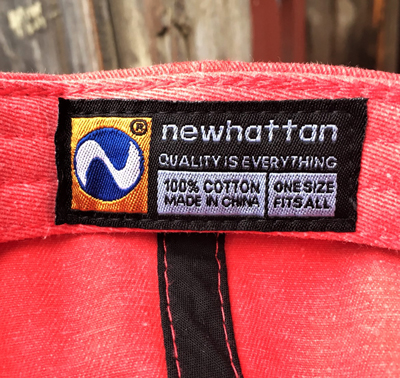 ®
newhattan
QUALITY IS EVERYTHING
100% COTTON
MADE IN CHINA
ONE SIZE
FITS ALL